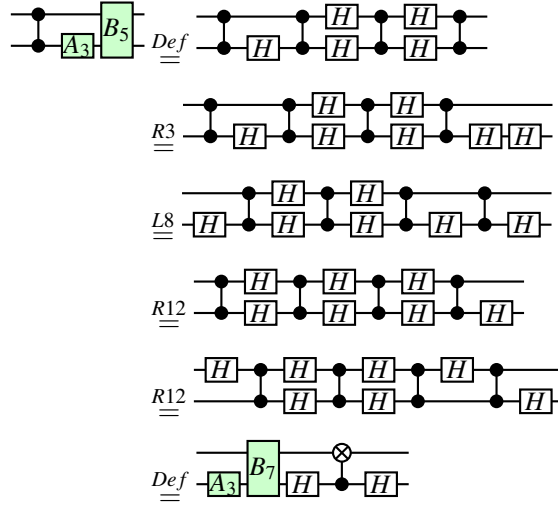 B₅ H H
A₃ Def = H H H
H H
R3 = H H H H H
H H
L8 = H H H H H
H H H
R12 = H H H H
H H H H
R12 = H H H
B₇
Def = A₃ H H